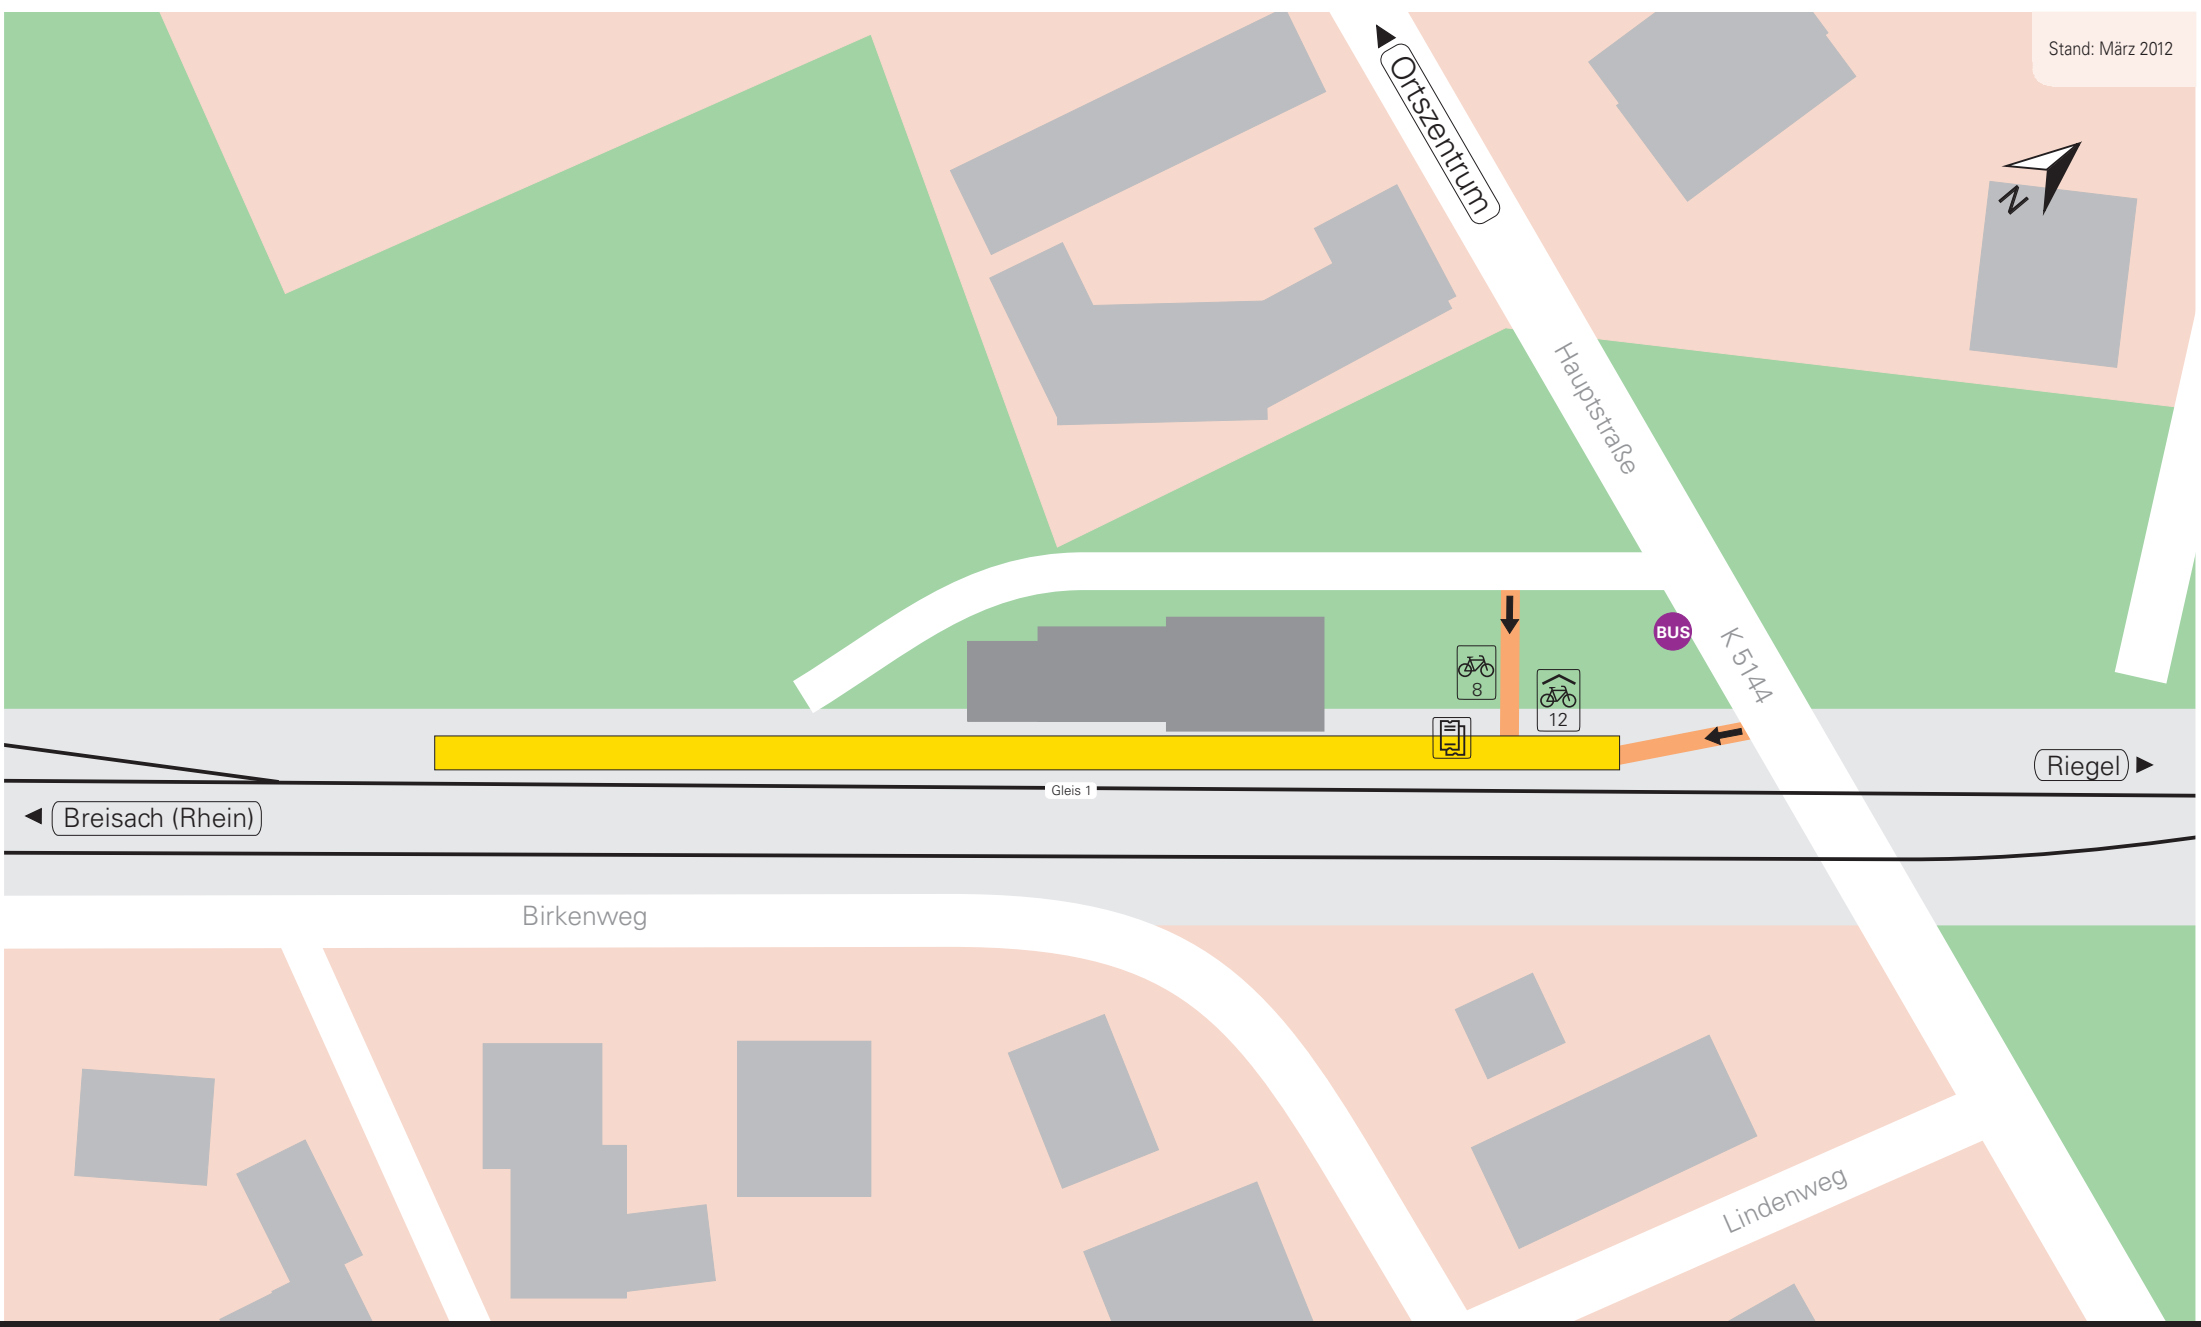 Stand: März 2012
Ortszentrum
N
Hauptstraße
BUS
K 5144
8
12
Riegel
Gleis 1
Breisach (Rhein)
Birkenweg
Lindenweg